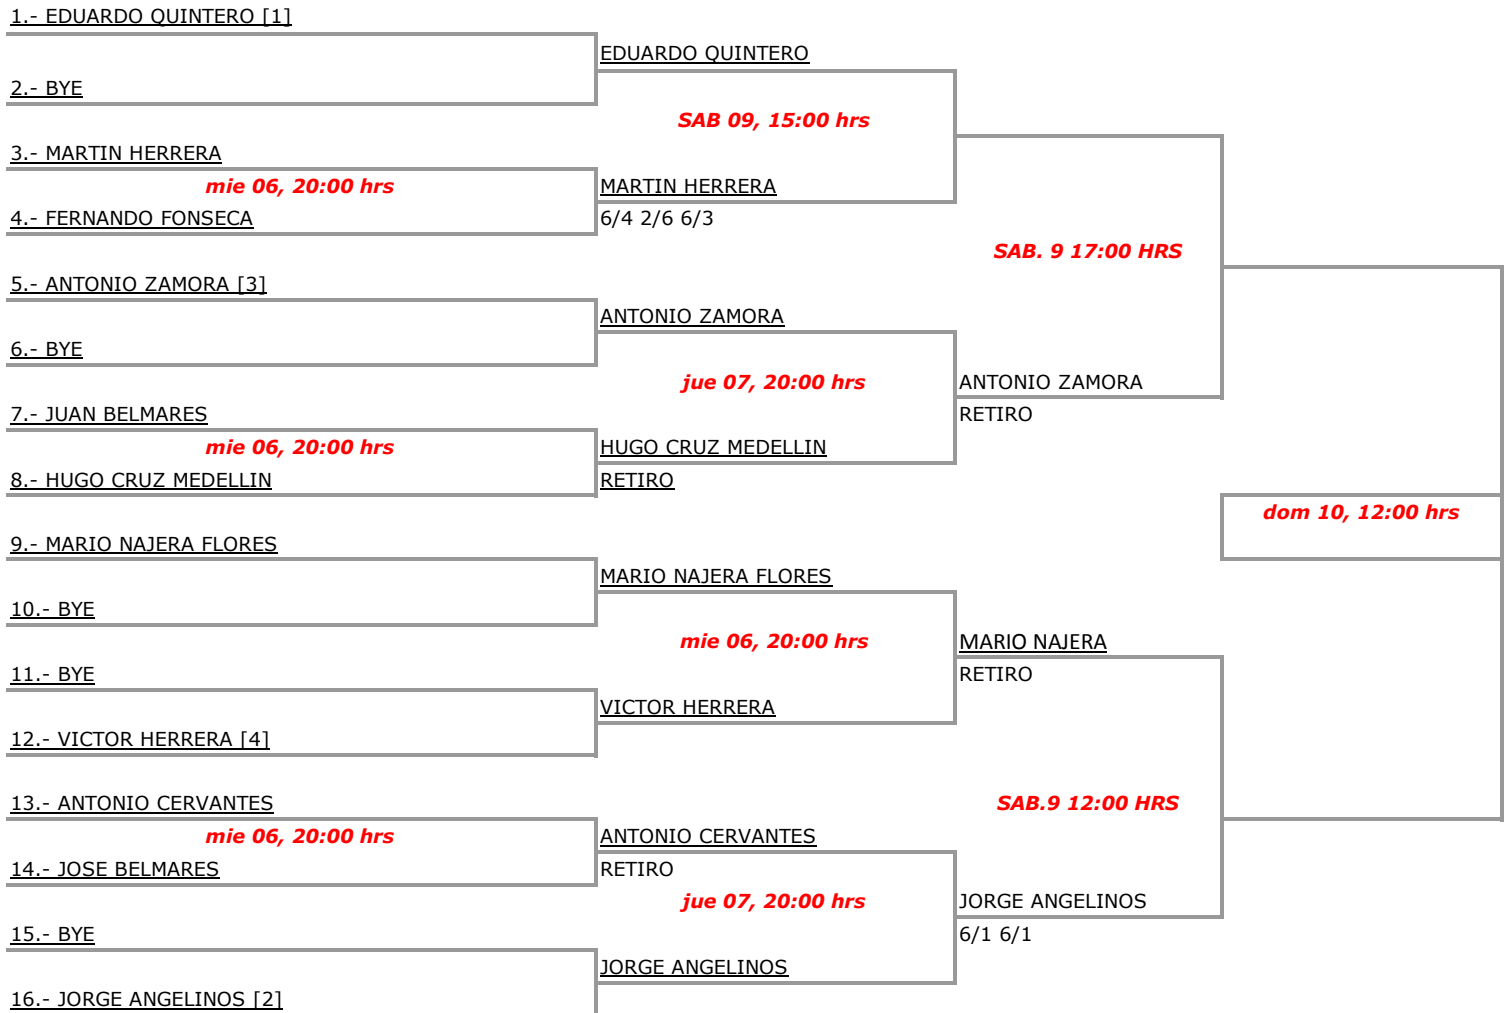 1.- EDUARDO QUINTERO [1]
EDUARDO QUINTERO
2.- BYE
SAB 09, 15:00 hrs
3.- MARTIN HERRERA
mie 06, 20:00 hrs
MARTIN HERRERA
4.- FERNANDO FONSECA
6/4 2/6 6/3
SAB. 9 17:00 HRS
5.- ANTONIO ZAMORA [3]
ANTONIO ZAMORA
6.- BYE
jue 07, 20:00 hrs
ANTONIO ZAMORA
7.- JUAN BELMARES
RETIRO
mie 06, 20:00 hrs
HUGO CRUZ MEDELLIN
8.- HUGO CRUZ MEDELLIN
RETIRO
dom 10, 12:00 hrs
9.- MARIO NAJERA FLORES
MARIO NAJERA FLORES
10.- BYE
mie 06, 20:00 hrs
MARIO NAJERA
11.- BYE
RETIRO
VICTOR HERRERA
12.- VICTOR HERRERA [4]
13.- ANTONIO CERVANTES
SAB.9 12:00 HRS
mie 06, 20:00 hrs
ANTONIO CERVANTES
14.- JOSE BELMARES
RETIRO
jue 07, 20:00 hrs
JORGE ANGELINOS
15.- BYE
6/1 6/1
JORGE ANGELINOS
16.- JORGE ANGELINOS [2]